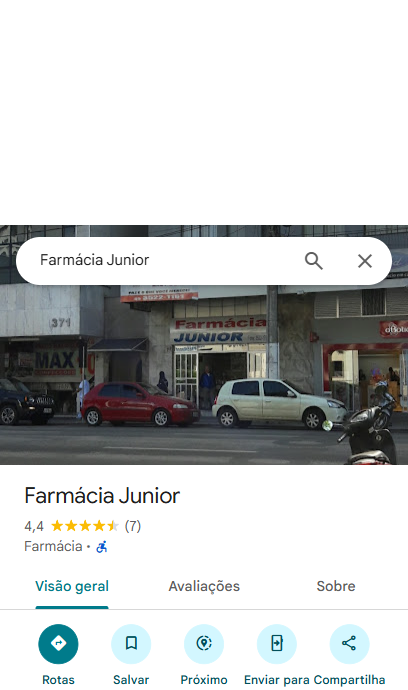 Farmácia Junior
371
MAX
Farmácia
JUNIOR
Farmácia Junior
4,4 (7)
Farmácia ·
Visão geral Avaliações Sobre
Rotas Salvar Próximo Enviar para Compartilha